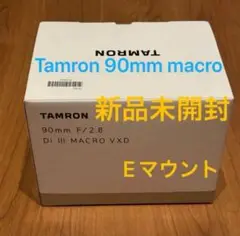 TAMRON
Tamron 90mm macro
新品未開封
TAMRON
90mm F/2.8
Di III MACRO VXD
Eマウント